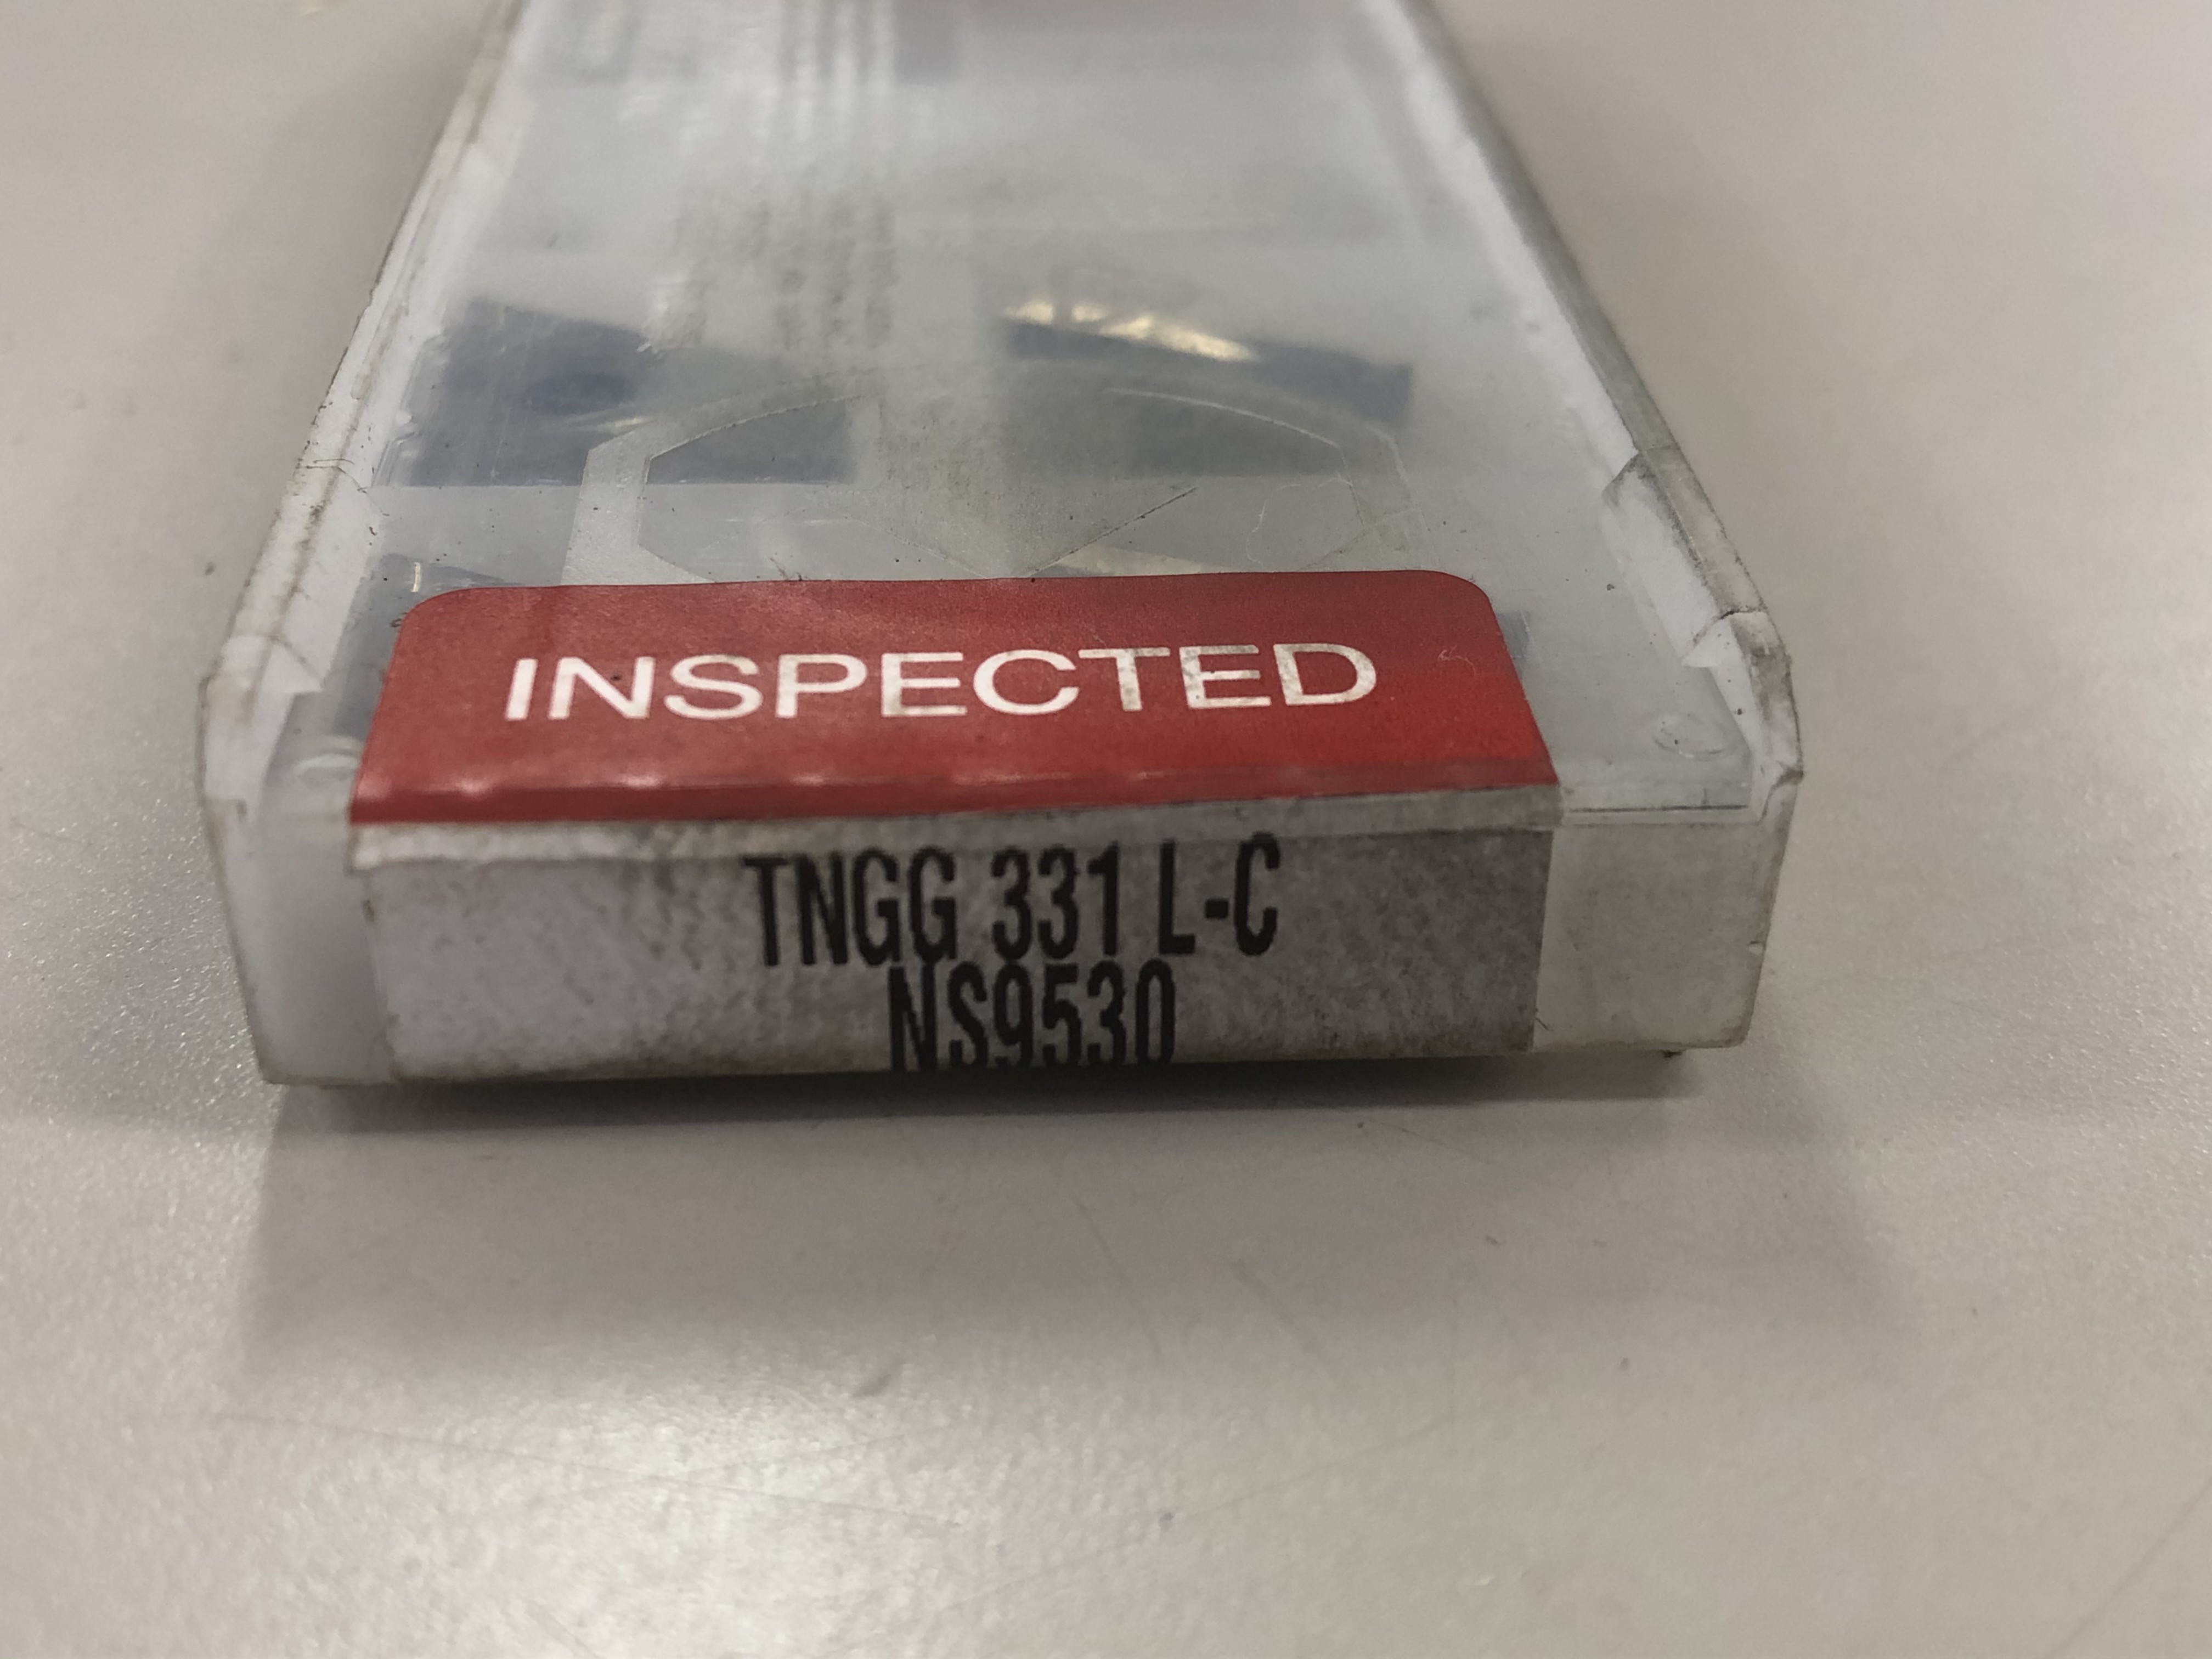 INSPECTED
TNGG 331 L-C
NS9530